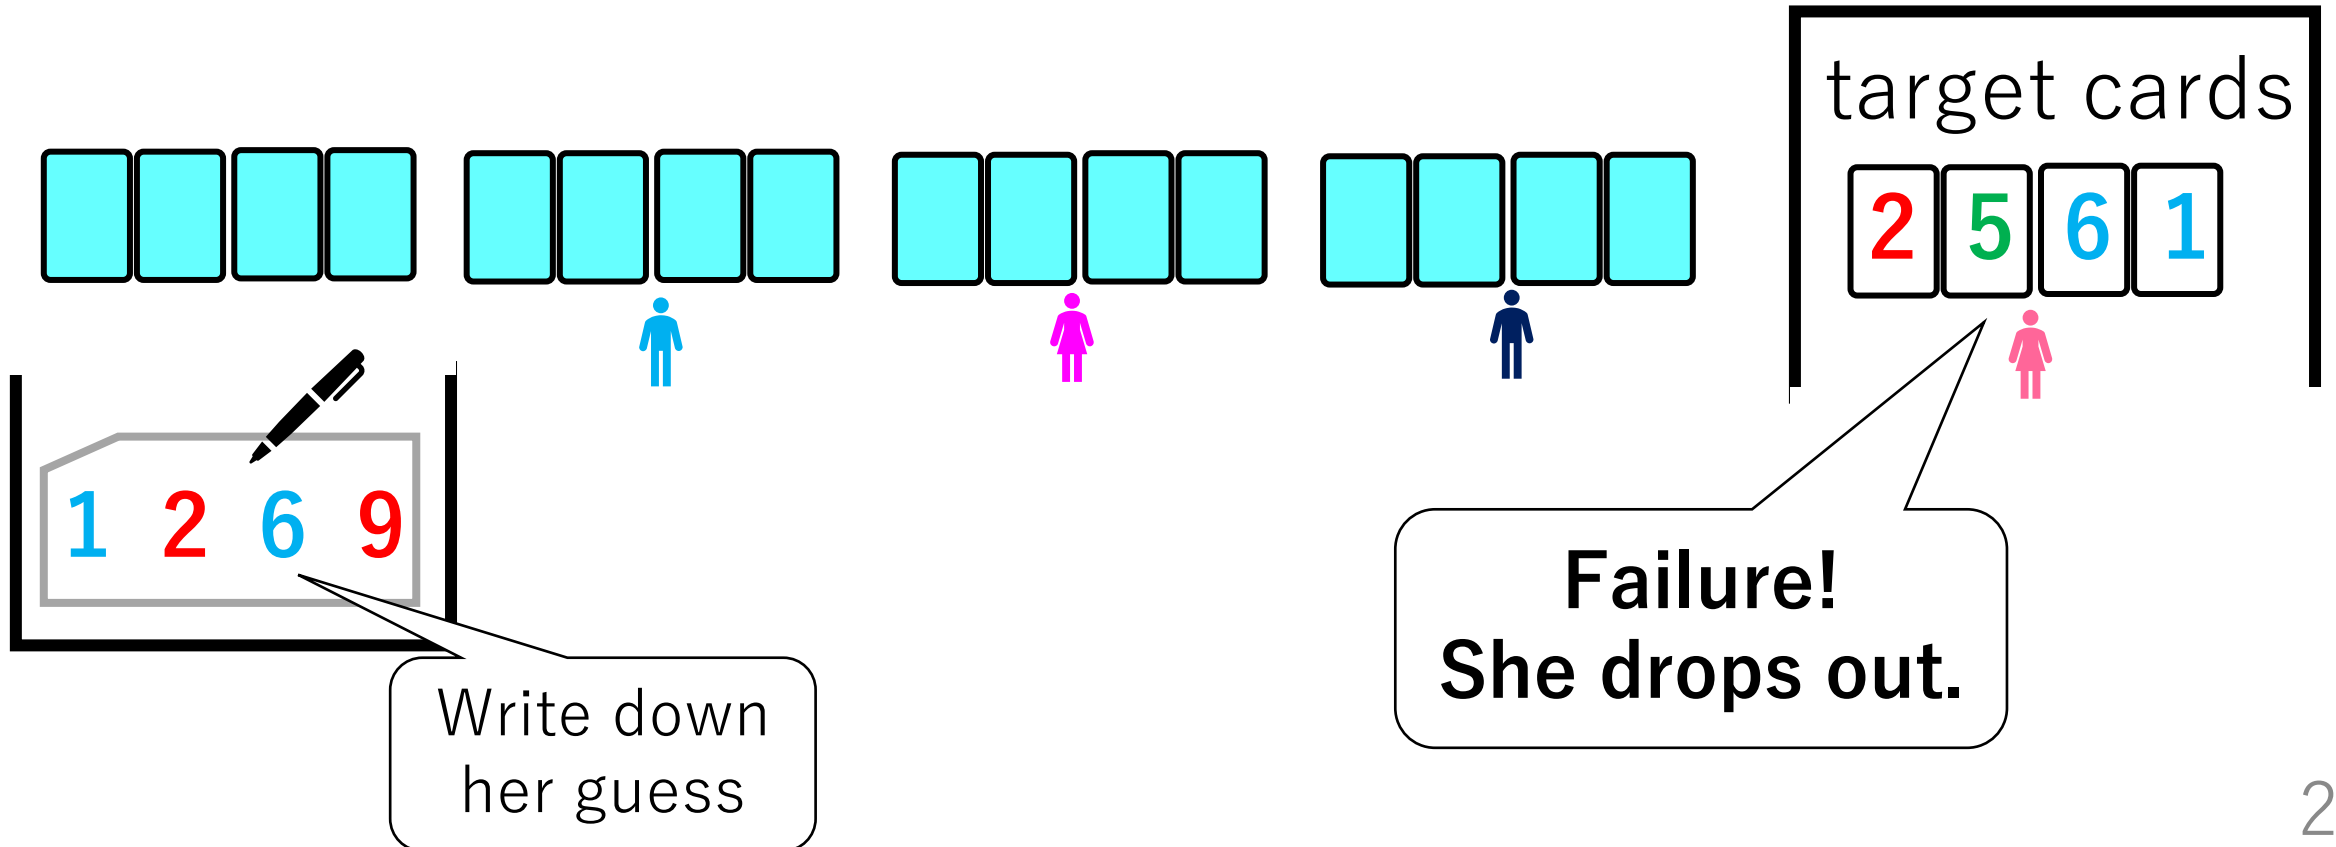 target cards
2 5 6 1
1 2 6 9
Write down
her guess
Failure!
She drops out.
2